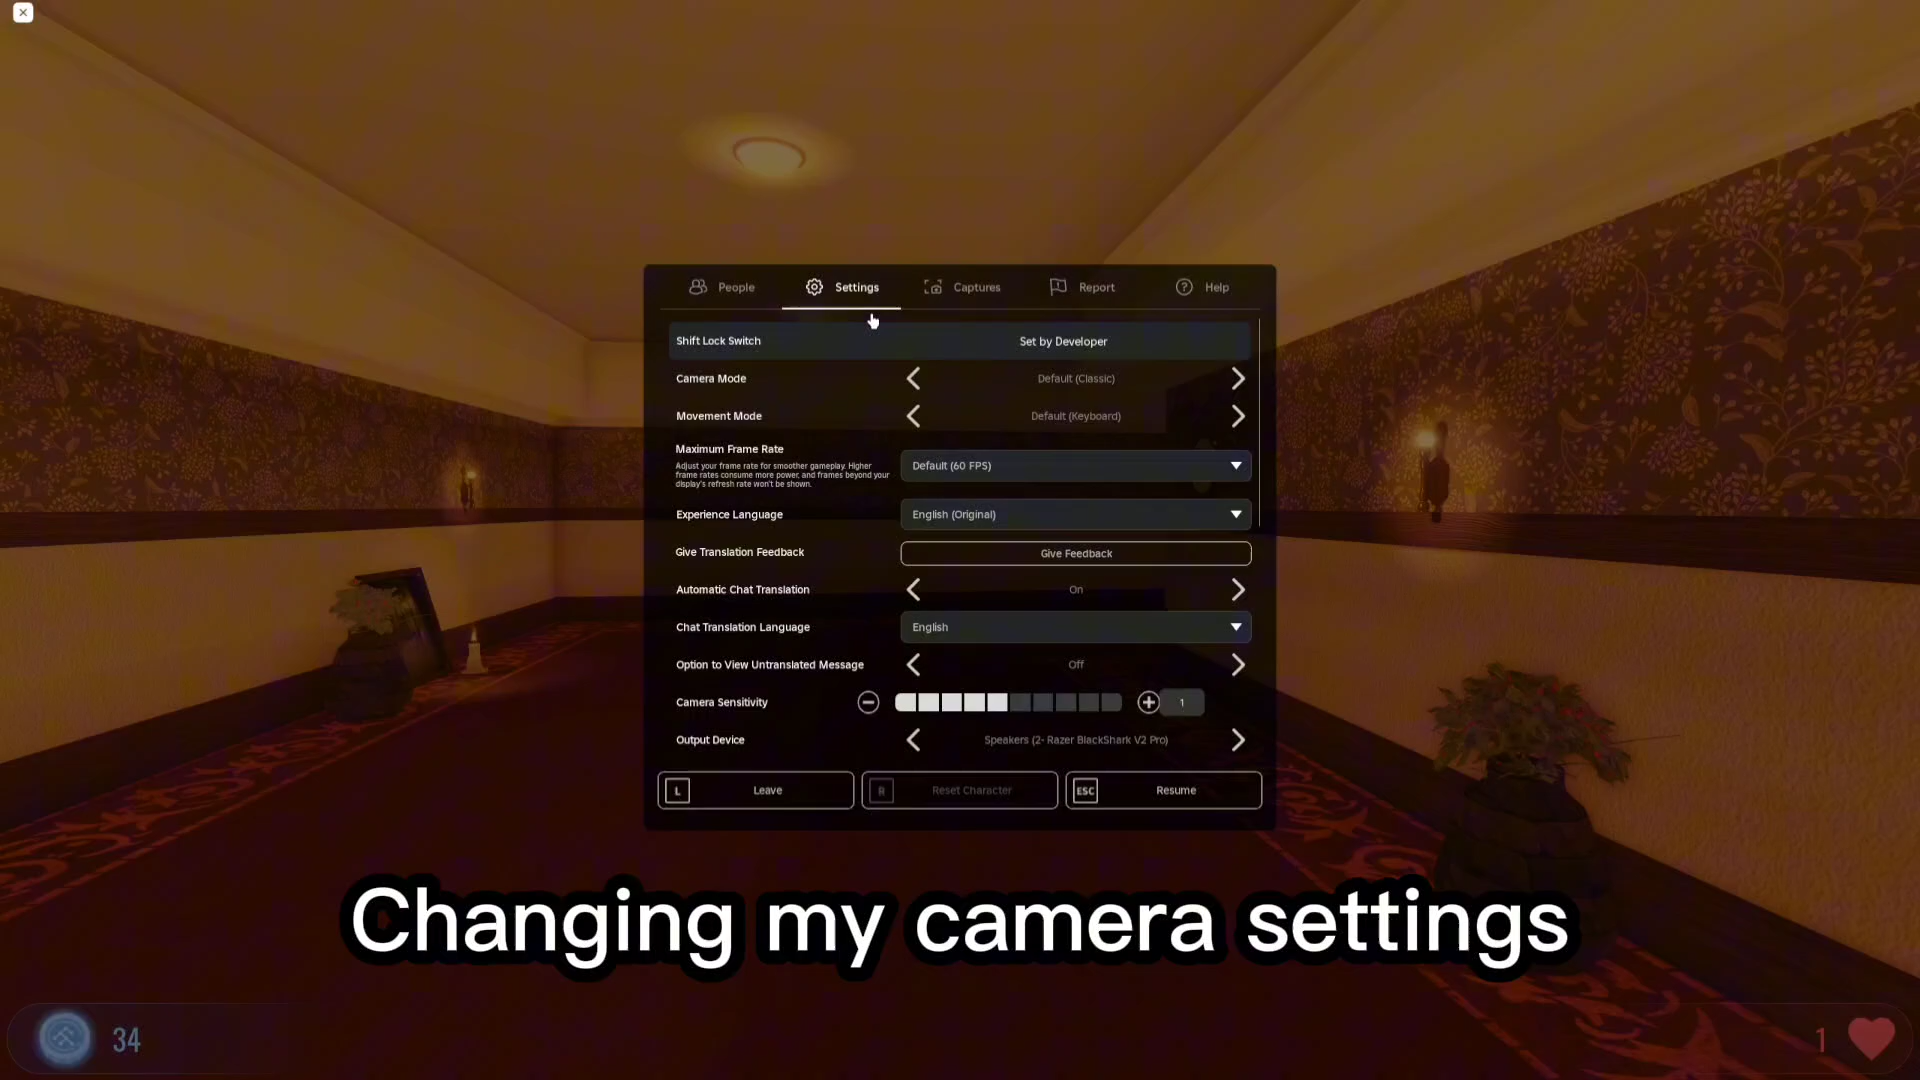 People Settings Captures Report Help
Shift Lock Switch Set by Developer
Camera Mode Default (Classic)
Movement Mode Default (Keyboard)
Maximum Frame Rate
Adjust your frame rate for smoother gameplay. Higher
frame rates consume more power, and frames beyond your
display's refresh rate won't be shown.
Default (60 FPS)
Experience Language English (Original)
Give Translation Feedback Give Feedback
Automatic Chat Translation On
Chat Translation Language English
Option to View Untranslated Message Off
Camera Sensitivity 1
Output Device Speakers (2- Razer BlackShark V2 Pro)
L Leave R Reset Character ESC Resume
Changing my camera settings
34 1